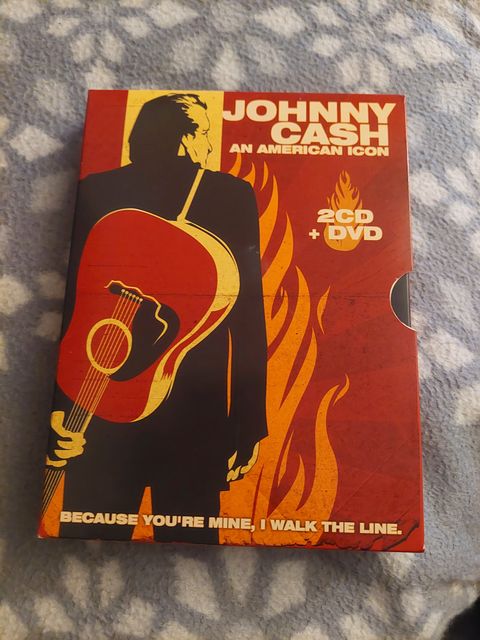 JOHNNY
CASH
AN AMERICAN ICON
2CD
+ DVD
BECAUSE YOU'RE MINE, I WALK THE LINE.